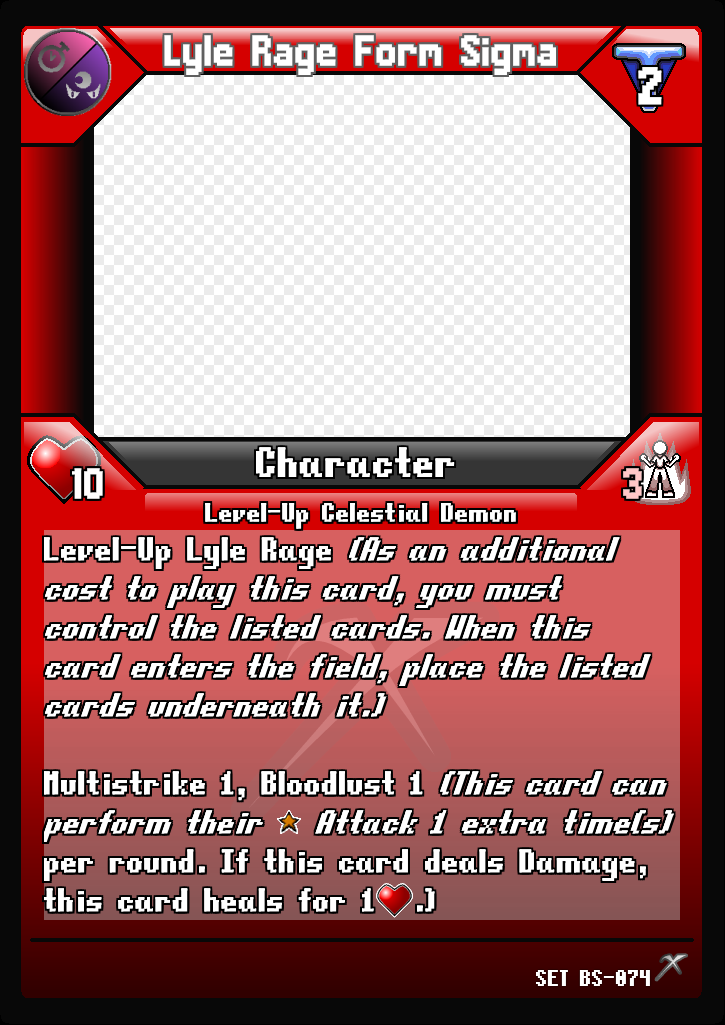 Lyle Rage Form Sigma
2
Character
10
3
Level-Up Celestial Demon
Level-Up Lyle Rage (As an additional
cost to play this card, you must
control the listed cards. When this
card enters the field, place the listed
cards underneath it.)
Multistrike 1, Bloodlust 1 (This card can
perform their Attack 1 extra time(s)
per round. If this card deals Damage,
this card heals for 1 .)
SET BS-074